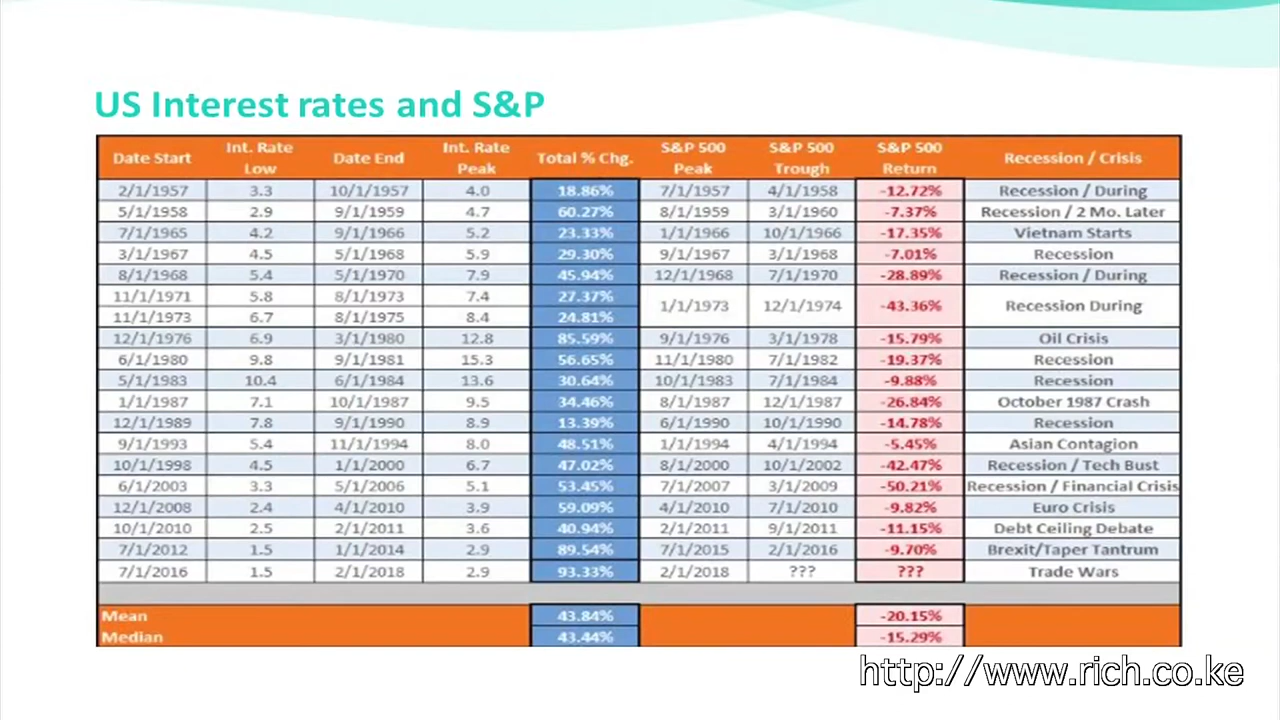 US Interest rates and S&P
Date Start Int. Rate Low Date End Int. Rate Peak Total % Chg. S&P 500 Peak S&P 500 Trough S&P 500 Return Recession / Crisis
2/1/1957 3.3 10/1/1957 4.0 18.86% 7/1/1957 4/1/1958 -12.72% Recession / During
5/1/1958 2.9 9/1/1959 4.7 60.27% 8/1/1959 3/1/1960 -7.37% Recession / 2 Mo. Later
7/1/1965 4.2 9/1/1966 5.2 23.33% 1/1/1966 10/1/1966 -17.35% Vietnam Starts
3/1/1967 4.5 5/1/1968 5.9 29.30% 9/1/1967 3/1/1968 -7.01% Recession
8/1/1968 5.4 5/1/1970 7.9 45.94% 12/1/1968 7/1/1970 -28.89% Recession / During
11/1/1971 5.8 8/1/1973 7.4 27.37% 1/1/1973 12/1/1974 -43.36% Recession During
11/1/1973 6.7 8/1/1975 8.4 24.81%
12/1/1976 6.9 3/1/1980 12.8 85.59% 9/1/1976 3/1/1978 -15.79% Oil Crisis
6/1/1980 9.8 9/1/1981 15.3 56.65% 11/1/1980 7/1/1982 -19.37% Recession
5/1/1983 10.4 6/1/1984 13.6 30.64% 10/1/1983 7/1/1984 -9.88% Recession
1/1/1987 7.1 10/1/1987 9.5 34.46% 8/1/1987 12/1/1987 -26.84% October 1987 Crash
12/1/1989 7.8 9/1/1990 8.9 13.39% 6/1/1990 10/1/1990 -14.78% Recession
9/1/1993 5.4 11/1/1994 8.0 48.51% 1/1/1994 4/1/1994 -5.45% Asian Contagion
10/1/1998 4.5 1/1/2000 6.7 47.02% 8/1/2000 10/1/2002 -42.47% Recession / Tech Bust
6/1/2003 3.3 5/1/2006 5.1 53.45% 7/1/2007 3/1/2009 -50.21% Recession / Financial Crisis
12/1/2008 2.4 4/1/2010 3.9 59.09% 4/1/2010 7/1/2010 -9.82% Euro Crisis
10/1/2010 2.5 2/1/2011 3.6 40.94% 2/1/2011 9/1/2011 -11.15% Debt Ceiling Debate
7/1/2012 1.5 1/1/2014 2.9 89.54% 7/1/2015 2/1/2016 -9.70% Brexit/Taper Tantrum
7/1/2016 1.5 2/1/2018 2.9 93.33% 2/1/2018 ??? ??? Trade Wars
Mean 43.84% -20.15%
Median 43.44% -15.29%
http://www.rich.co.ke